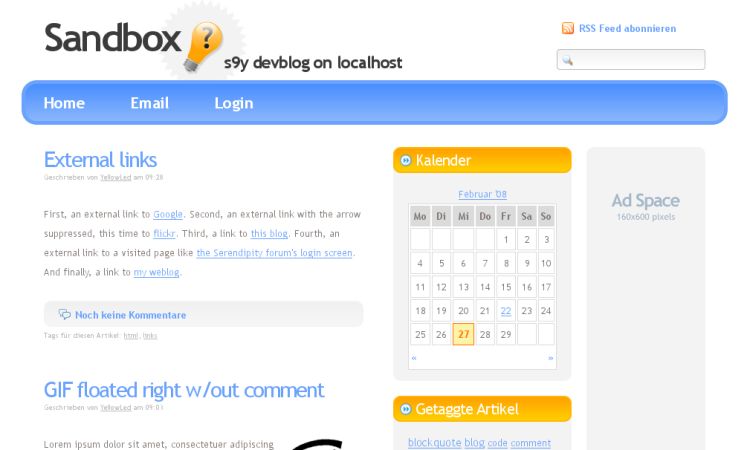 Sandbox
?
s9y devblog on localhost
RSS Feed abonnieren
Home Email Login
External links
Geschrieben von YellowLed am 09:28
First, an external link to Google. Second, an external link with the arrow
suppressed, this time to flickr. Third, a link to this blog. Fourth, an
external link to a visited page like the Serendipity forum's login screen.
And finally, a link to my weblog.
Noch keine Kommentare
Tags für diesen Artikel: html, links
GIF floated right w/out comment
Geschrieben von YellowLed am 09:01
Lorem ipsum dolor sit amet, consectetuer adipiscing
Kalender
Februar '08
Mo Di Mi Do Fr Sa So
1 2 3
4 5 6 7 8 9 10
11 12 13 14 15 16 17
18 19 20 21 22 23 24
25 26 27 28 29
« »
Getaggte Artikel
blockquote blog code comment
Ad Space
160x600 pixels